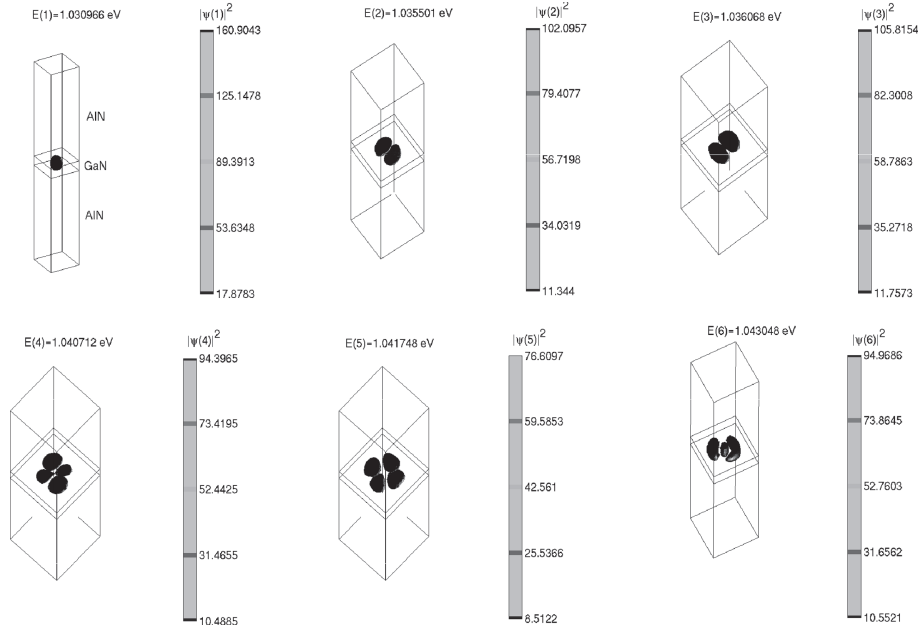 E(1)=1.030966 eV
|ψ(1)|²
160.9043
125.1478
89.3913
53.6348
17.8783
AlN
GaN
AlN
E(2)=1.035501 eV
|ψ(2)|²
102.0957
79.4077
56.7198
34.0319
11.344
E(3)=1.036068 eV
|ψ(3)|²
105.8154
82.3008
58.7863
35.2718
11.7573
E(4)=1.040712 eV
|ψ(4)|²
94.3965
73.4195
52.4425
31.4655
10.4885
E(5)=1.041748 eV
|ψ(5)|²
76.6097
59.5853
42.561
25.5366
8.5122
E(6)=1.043048 eV
|ψ(6)|²
94.9686
73.8645
52.7603
31.6562
10.5521